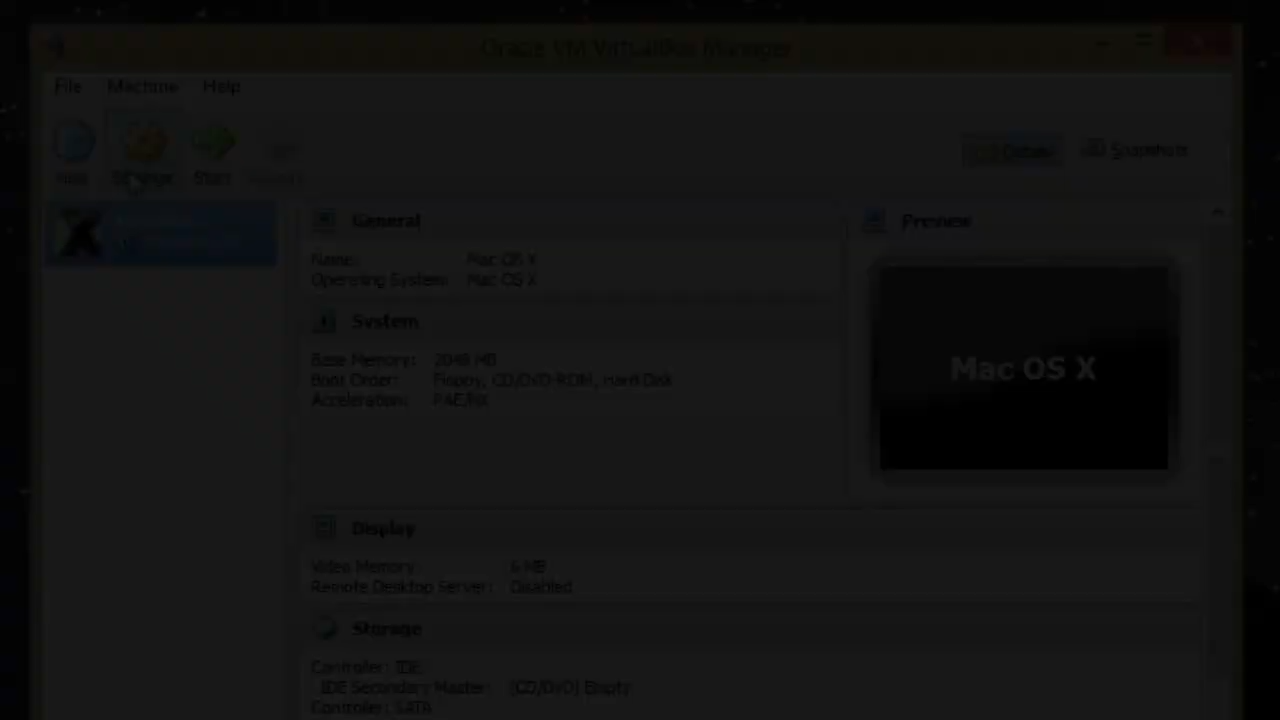 Oracle VM VirtualBox Manager
File Machine Help
New Settings Start
Details Snapshots
General
Name: Mac OS X
Operating System: Mac OS X
System
Base Memory: 2048 MB
Boot Order: Floppy, CD/DVD-ROM, Hard Disk
Acceleration: PAE/NX
Preview
Mac OS X
Display
Video Memory: 6 MB
Remote Desktop Server: Disabled
Storage
Controller: IDE
IDE Secondary Master: [CD/DVD] Empty
Controller: SATA